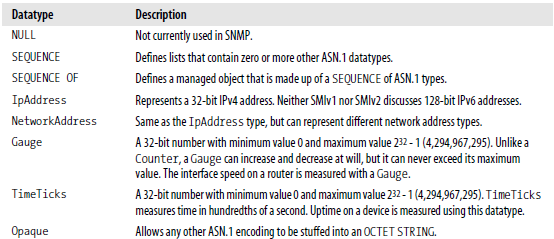 Datatype Description
NULL Not currently used in SNMP.
SEQUENCE Defines lists that contain zero or more other ASN.1 datatypes.
SEQUENCE OF Defines a managed object that is made up of a SEQUENCE of ASN.1 types.
IpAddress Represents a 32-bit IPv4 address. Neither SMIv1 nor SMIv2 discusses 128-bit IPv6 addresses.
NetworkAddress Same as the IpAddress type, but can represent different network address types.
Gauge A 32-bit number with minimum value 0 and maximum value 2³² - 1 (4,294,967,295). Unlike a
Counter, a Gauge can increase and decrease at will, but it can never exceed its maximum
value. The interface speed on a router is measured with a Gauge.
TimeTicks A 32-bit number with minimum value 0 and maximum value 2³² - 1 (4,294,967,295). TimeTicks
measures time in hundredths of a second. Uptime on a device is measured using this datatype.
Opaque Allows any other ASN.1 encoding to be stuffed into an OCTET STRING.